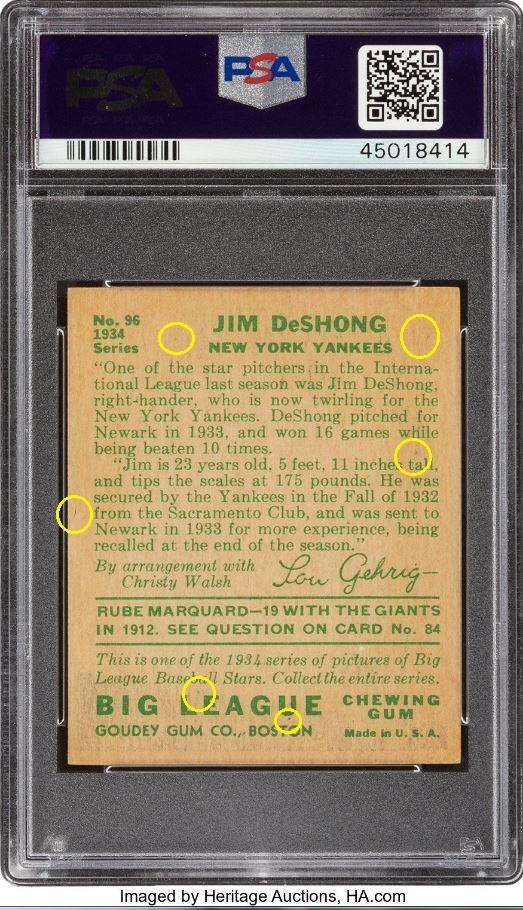 PSA
PSA
45018414
No. 96
1934
Series
JIM DeSHONG
NEW YORK YANKEES
"One of the star pitchers in the Interna-
tional League last season was Jim DeShong,
right-hander, who is now twirling for the
New York Yankees. DeShong pitched for
Newark in 1933, and won 16 games while
being beaten 10 times.
"Jim is 23 years old, 5 feet, 11 inches tall,
and tips the scales at 175 pounds. He was
secured by the Yankees in the Fall of 1932
from the Sacramento Club, and was sent to
Newark in 1933 for more experience, being
recalled at the end of the season."
By arrangement with
Christy Walsh
Lou Gehrig
RUBE MARQUARD—19 WITH THE GIANTS
IN 1912. SEE QUESTION ON CARD No. 84
This is one of the 1934 series of pictures of Big
League Baseball Stars. Collect the entire series.
BIG LEAGUE CHEWING GUM
GOUDEY GUM CO., BOSTON Made in U. S. A.
Imaged by Heritage Auctions, HA.com